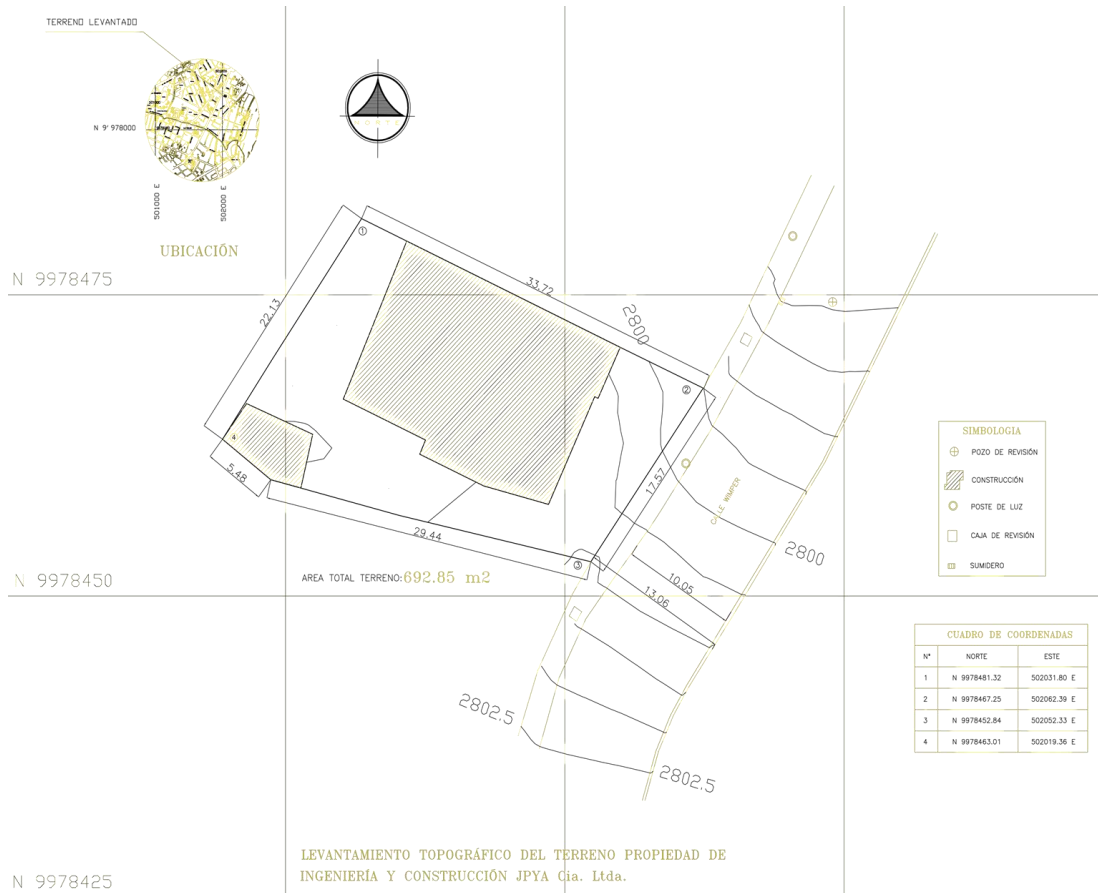 TERRENO LEVANTADO
N 9'978000
501000 E
502000 E
UBICACIÓN
NORTE
N 9978475
N 9978450
N 9978425
1
2
3
4
33.72
22.13
5.48
29.44
17.57
10.05
13.06
2800
2800
2802.5
2802.5
CALLE WIMPER
AREA TOTAL TERRENO: 692.85 m2
SIMBOLOGIA
POZO DE REVISIÓN
CONSTRUCCIÓN
POSTE DE LUZ
CAJA DE REVISIÓN
SUMIDERO
CUADRO DE COORDENADAS
N° NORTE ESTE
1 N 9978481.32 502031.80 E
2 N 9978467.25 502062.39 E
3 N 9978452.84 502052.33 E
4 N 9978463.01 502019.36 E
LEVANTAMIENTO TOPOGRÁFICO DEL TERRENO PROPIEDAD DE
INGENIERÍA Y CONSTRUCCIÓN JPYA Cia. Ltda.